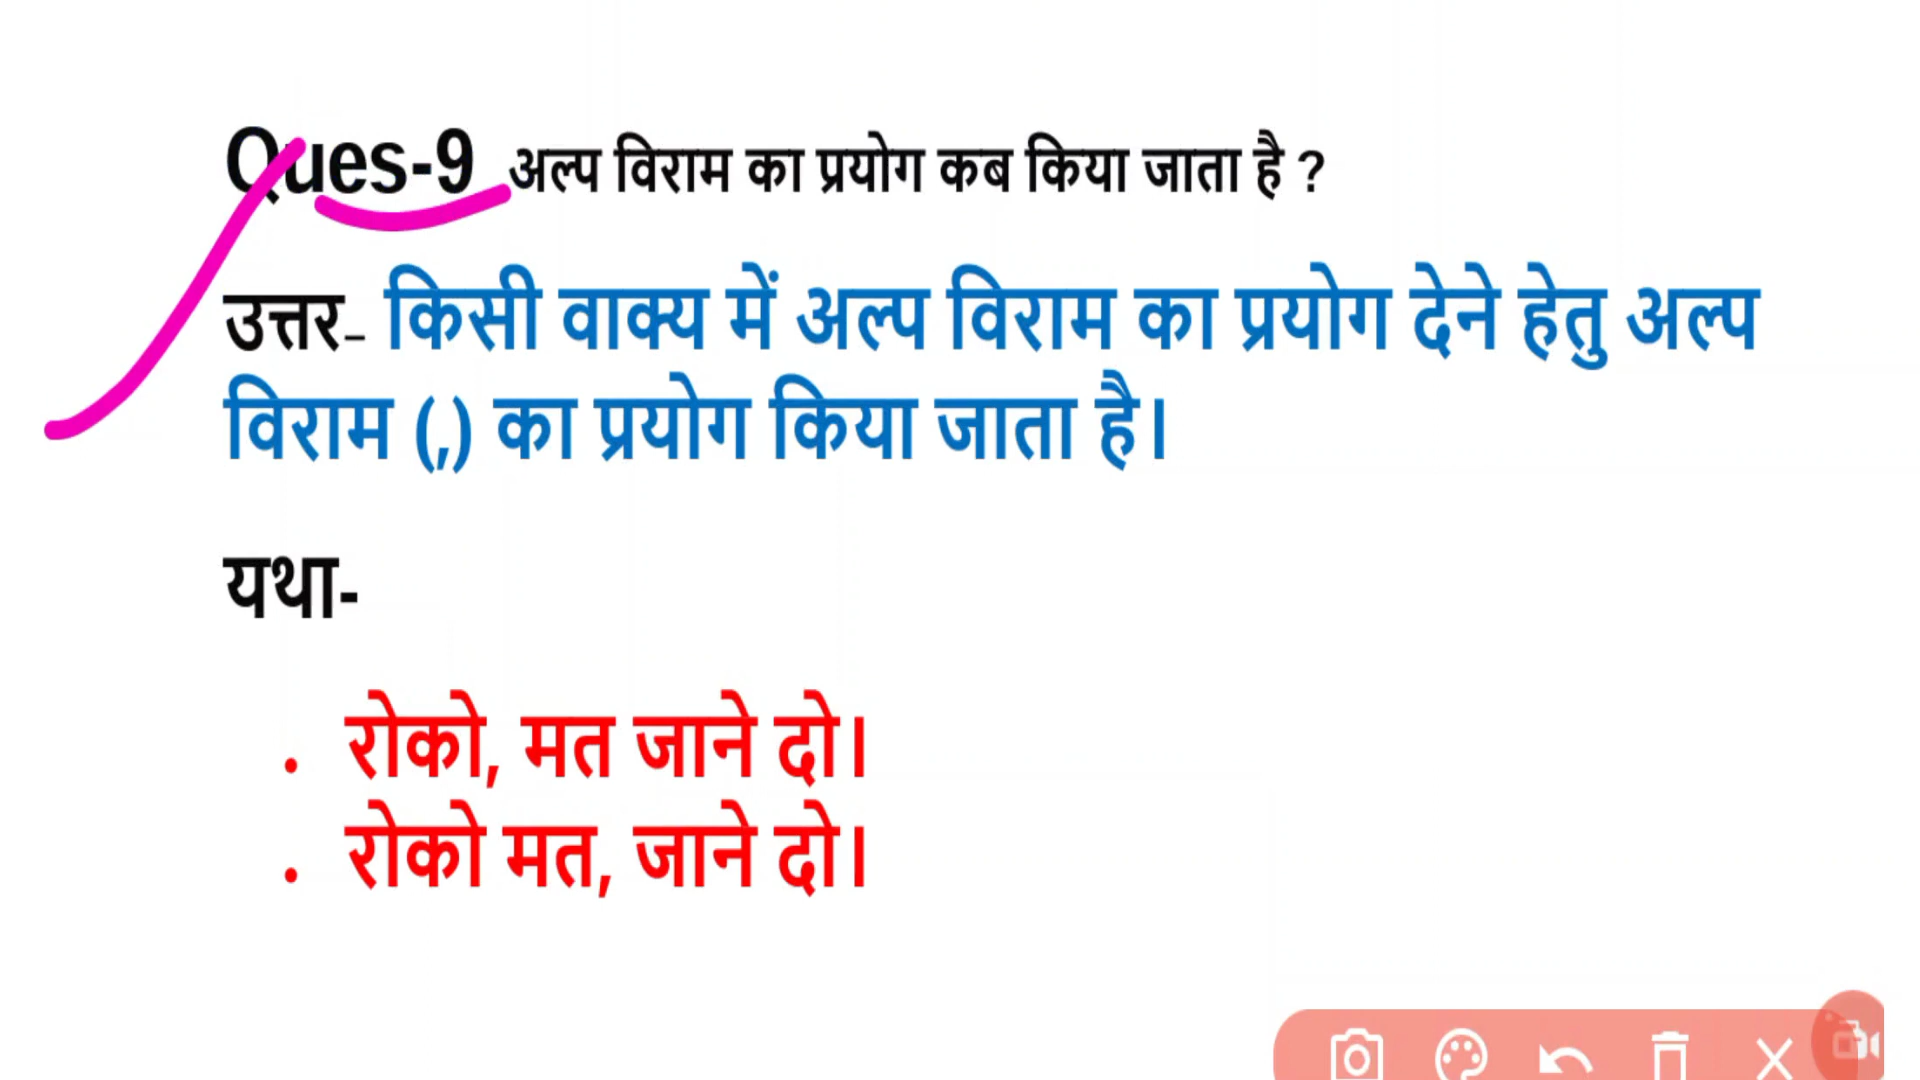 Ques-9 अल्प विराम का प्रयोग कब किया जाता है ?
उत्तर– किसी वाक्य में अल्प विराम का प्रयोग देने हेतु अल्प
विराम (,) का प्रयोग किया जाता है।
यथा-
. रोको, मत जाने दो।
. रोको मत, जाने दो।